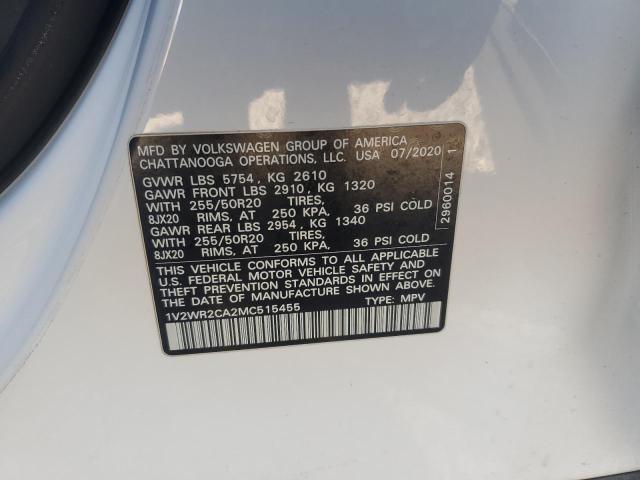 MFD BY VOLKSWAGEN GROUP OF AMERICA
CHATTANOOGA OPERATIONS, LLC. USA 07/2020
GVWR LBS 5754 , KG 2610
GAWR FRONT LBS 2910, KG 1320
WITH 255/50R20 TIRES,
8JX20 RIMS, AT 250 KPA, 36 PSI COLD
GAWR REAR LBS 2954, KG 1340
WITH 255/50R20 TIRES,
8JX20 RIMS, AT 250 KPA, 36 PSI COLD
THIS VEHICLE CONFORMS TO ALL APPLICABLE
U.S. FEDERAL MOTOR VEHICLE SAFETY AND
THEFT PREVENTION STANDARDS IN EFFECT ON
THE DATE OF MANUFACTURE SHOWN ABOVE.
1V2WR2CA2MC515455 TYPE: MPV
2960014 1